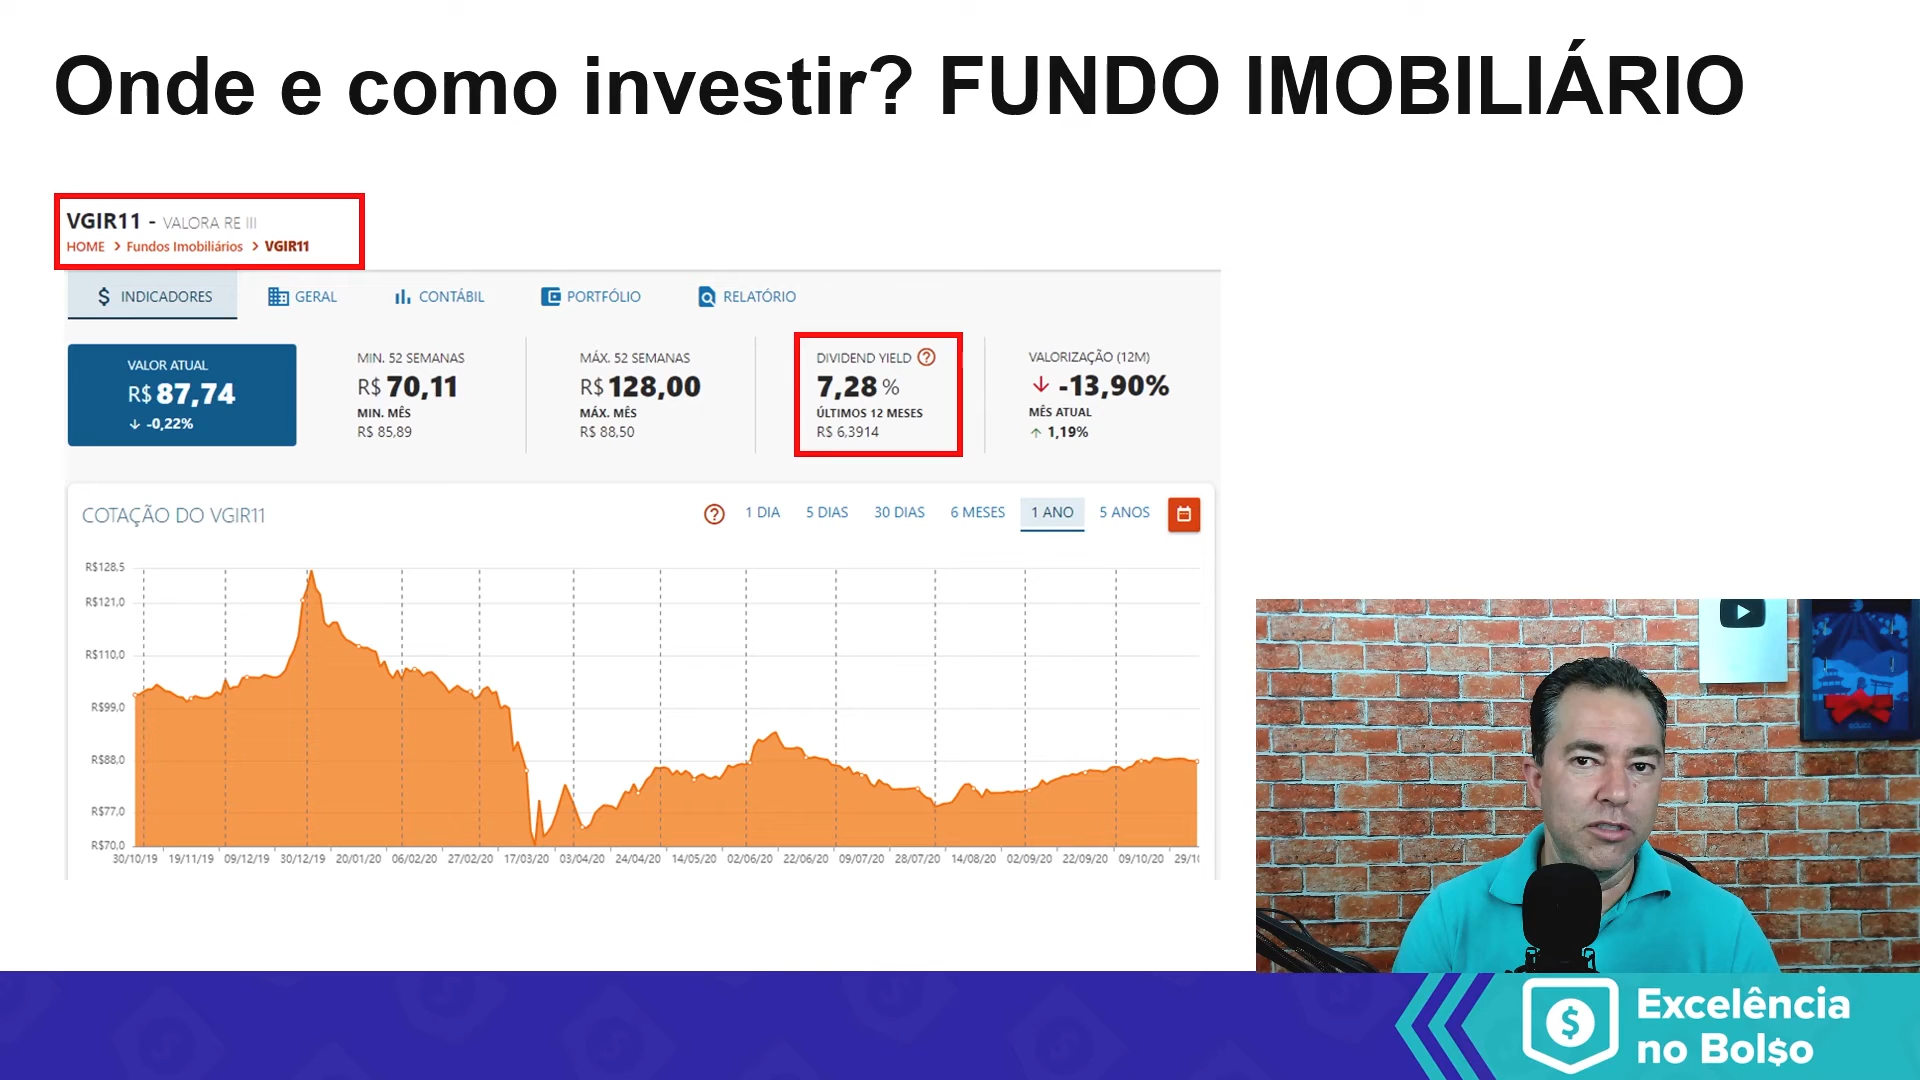 Onde e como investir? FUNDO IMOBILIÁRIO
VGIR11 - VALORA RE III
HOME > Fundos Imobiliários > VGIR11
INDICADORES GERAL CONTÁBIL PORTFÓLIO RELATÓRIO
VALOR ATUAL
R$ 87,74
-0,22%
MIN. 52 SEMANAS
R$ 70,11
MIN. MÊS
R$ 85,89
MÁX. 52 SEMANAS
R$ 128,00
MÁX. MÊS
R$ 88,50
DIVIDEND YIELD ?
7,28 %
ÚLTIMOS 12 MESES
R$ 6,3914
VALORIZAÇÃO (12M)
-13,90%
MÊS ATUAL
1,19%
COTAÇÃO DO VGIR11
? 1 DIA 5 DIAS 30 DIAS 6 MESES 1 ANO 5 ANOS
R$128,5
R$121,0
R$110,0
R$99,0
R$88,0
R$77,0
R$70,0
30/10/19 19/11/19 09/12/19 30/12/19 20/01/20 06/02/20 27/02/20 17/03/20 03/04/20 24/04/20 14/05/20 02/06/20 22/06/20 09/07/20 28/07/20 14/08/20 02/09/20 22/09/20 09/10/20 29/10
Excelência
no Bol$o